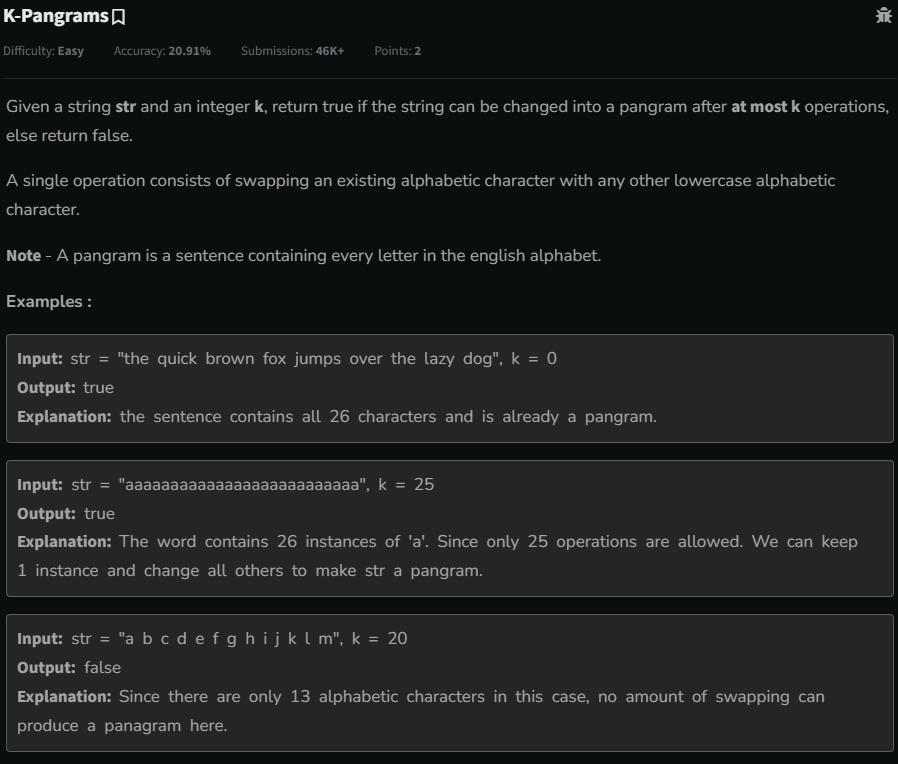 K-Pangrams
Difficulty: Easy Accuracy: 20.91% Submissions: 46K+ Points: 2
Given a string str and an integer k, return true if the string can be changed into a pangram after at most k operations,
else return false.
A single operation consists of swapping an existing alphabetic character with any other lowercase alphabetic
character.
Note - A pangram is a sentence containing every letter in the english alphabet.
Examples :
Input: str = "the quick brown fox jumps over the lazy dog", k = 0
Output: true
Explanation: the sentence contains all 26 characters and is already a pangram.
Input: str = "aaaaaaaaaaaaaaaaaaaaaaaaaa", k = 25
Output: true
Explanation: The word contains 26 instances of 'a'. Since only 25 operations are allowed. We can keep
1 instance and change all others to make str a pangram.
Input: str = "a b c d e f g h i j k l m", k = 20
Output: false
Explanation: Since there are only 13 alphabetic characters in this case, no amount of swapping can
produce a panagram here.